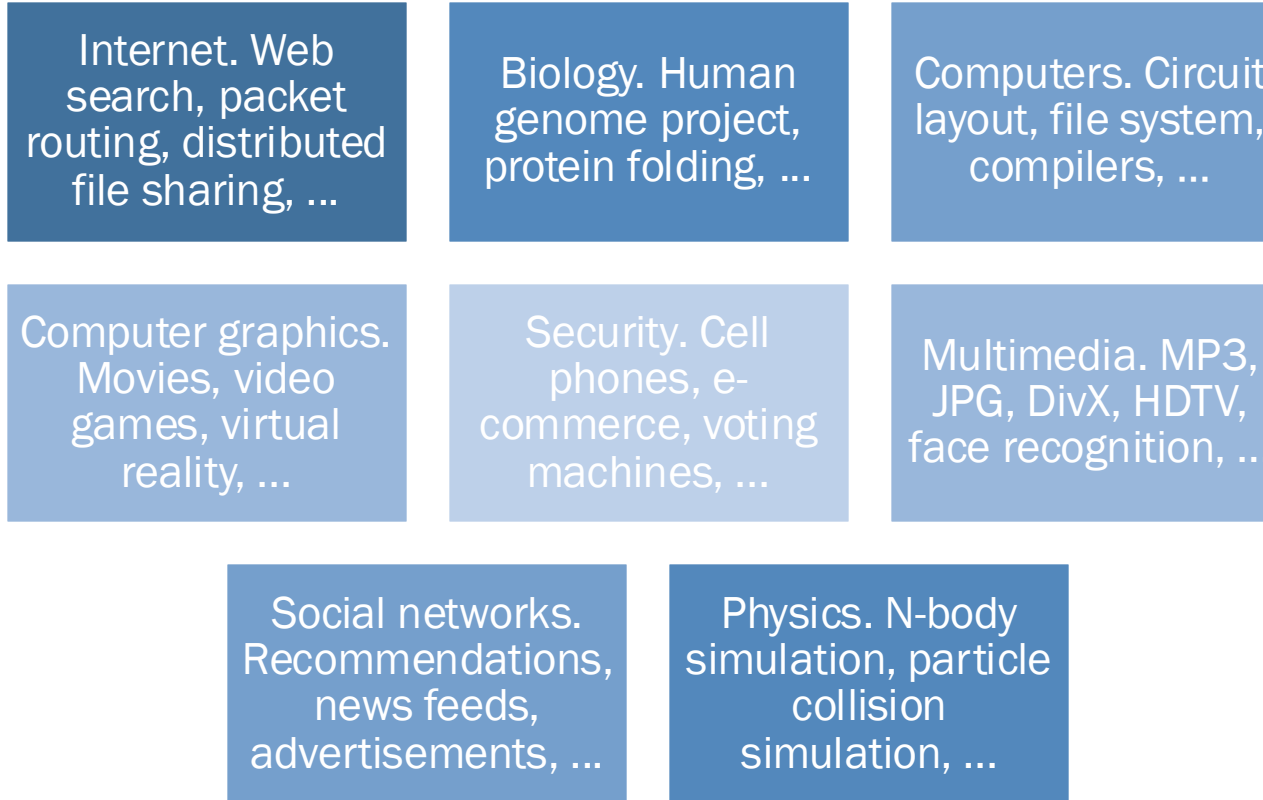 Internet. Web
search, packet
routing, distributed
file sharing, ...
Biology. Human
genome project,
protein folding, ...
Computers. Circuit
layout, file system,
compilers, ...
Computer graphics.
Movies, video
games, virtual
reality, ...
Security. Cell
phones, e-
commerce, voting
machines, ...
Multimedia. MP3,
JPG, DivX, HDTV,
face recognition, ..
Social networks.
Recommendations,
news feeds,
advertisements, ...
Physics. N-body
simulation, particle
collision
simulation, ...